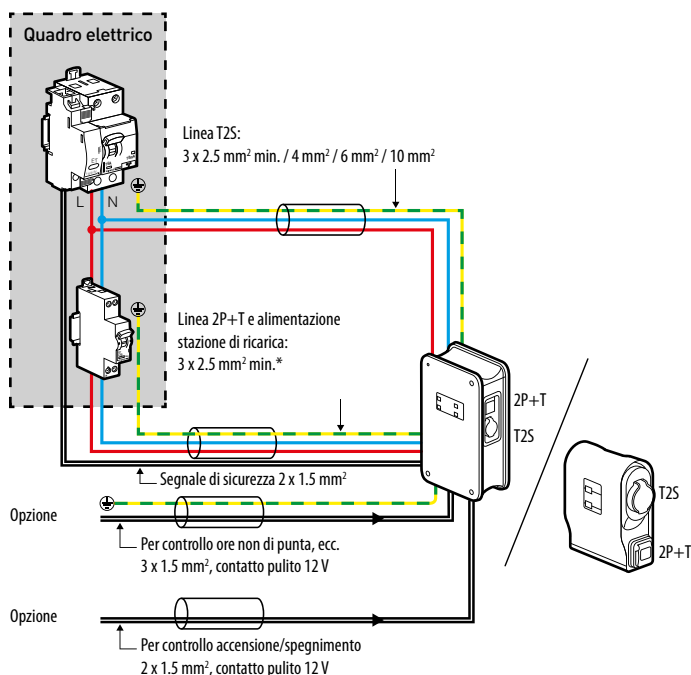 Quadro elettrico
L N
Linea T2S:
3 x 2.5 mm² min. / 4 mm² / 6 mm² / 10 mm²
Linea 2P+T e alimentazione
stazione di ricarica:
3 x 2.5 mm² min.*
2P+T
T2S
Segnale di sicurezza 2 x 1.5 mm²
T2S
2P+T
Opzione
Per controllo ore non di punta, ecc.
3 x 1.5 mm², contatto pulito 12 V
Opzione
Per controllo accensione/spegnimento
2 x 1.5 mm², contatto pulito 12 V